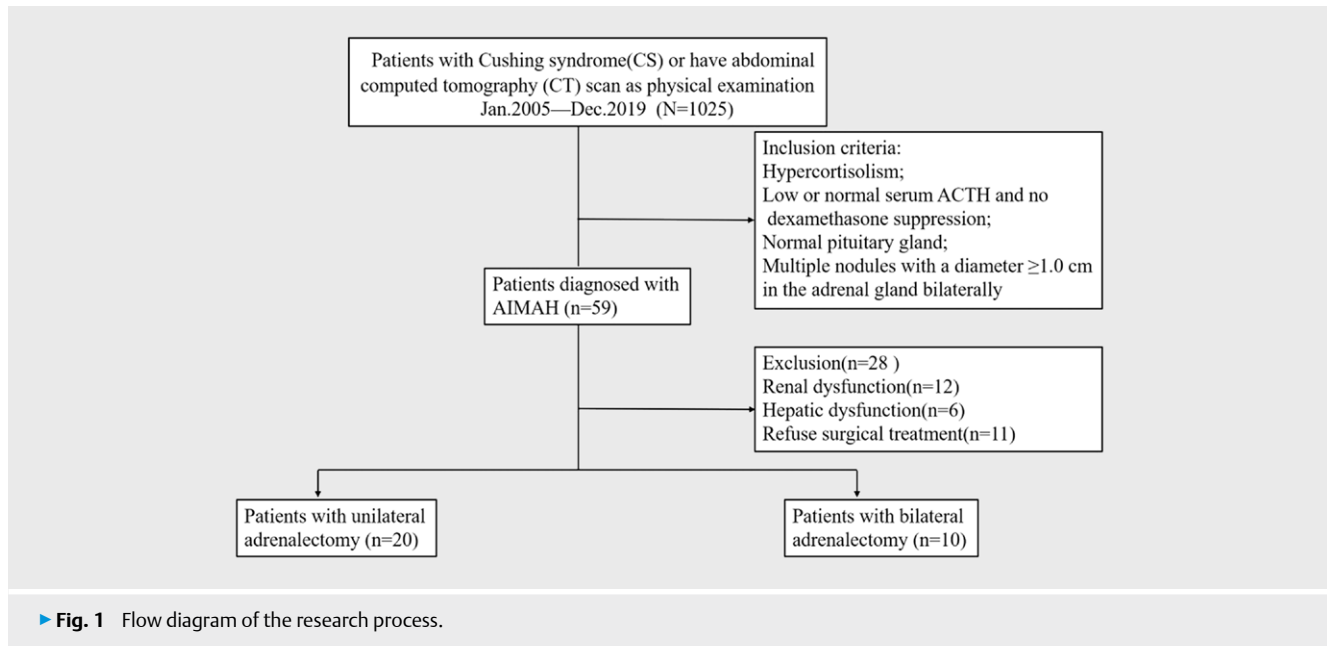 Patients with Cushing syndrome(CS) or have abdominal
computed tomography (CT) scan as physical examination
Jan.2005—Dec.2019 (N=1025)
Inclusion criteria:
Hypercortisolism;
Low or normal serum ACTH and no
dexamethasone suppression;
Normal pituitary gland;
Multiple nodules with a diameter ≥1.0 cm
in the adrenal gland bilaterally
Patients diagnosed with
AIMAH (n=59)
Exclusion(n=28 )
Renal dysfunction(n=12)
Hepatic dysfunction(n=6)
Refuse surgical treatment(n=11)
Patients with unilateral
adrenalectomy (n=20)
Patients with bilateral
adrenalectomy (n=10)
▶ Fig. 1 Flow diagram of the research process.